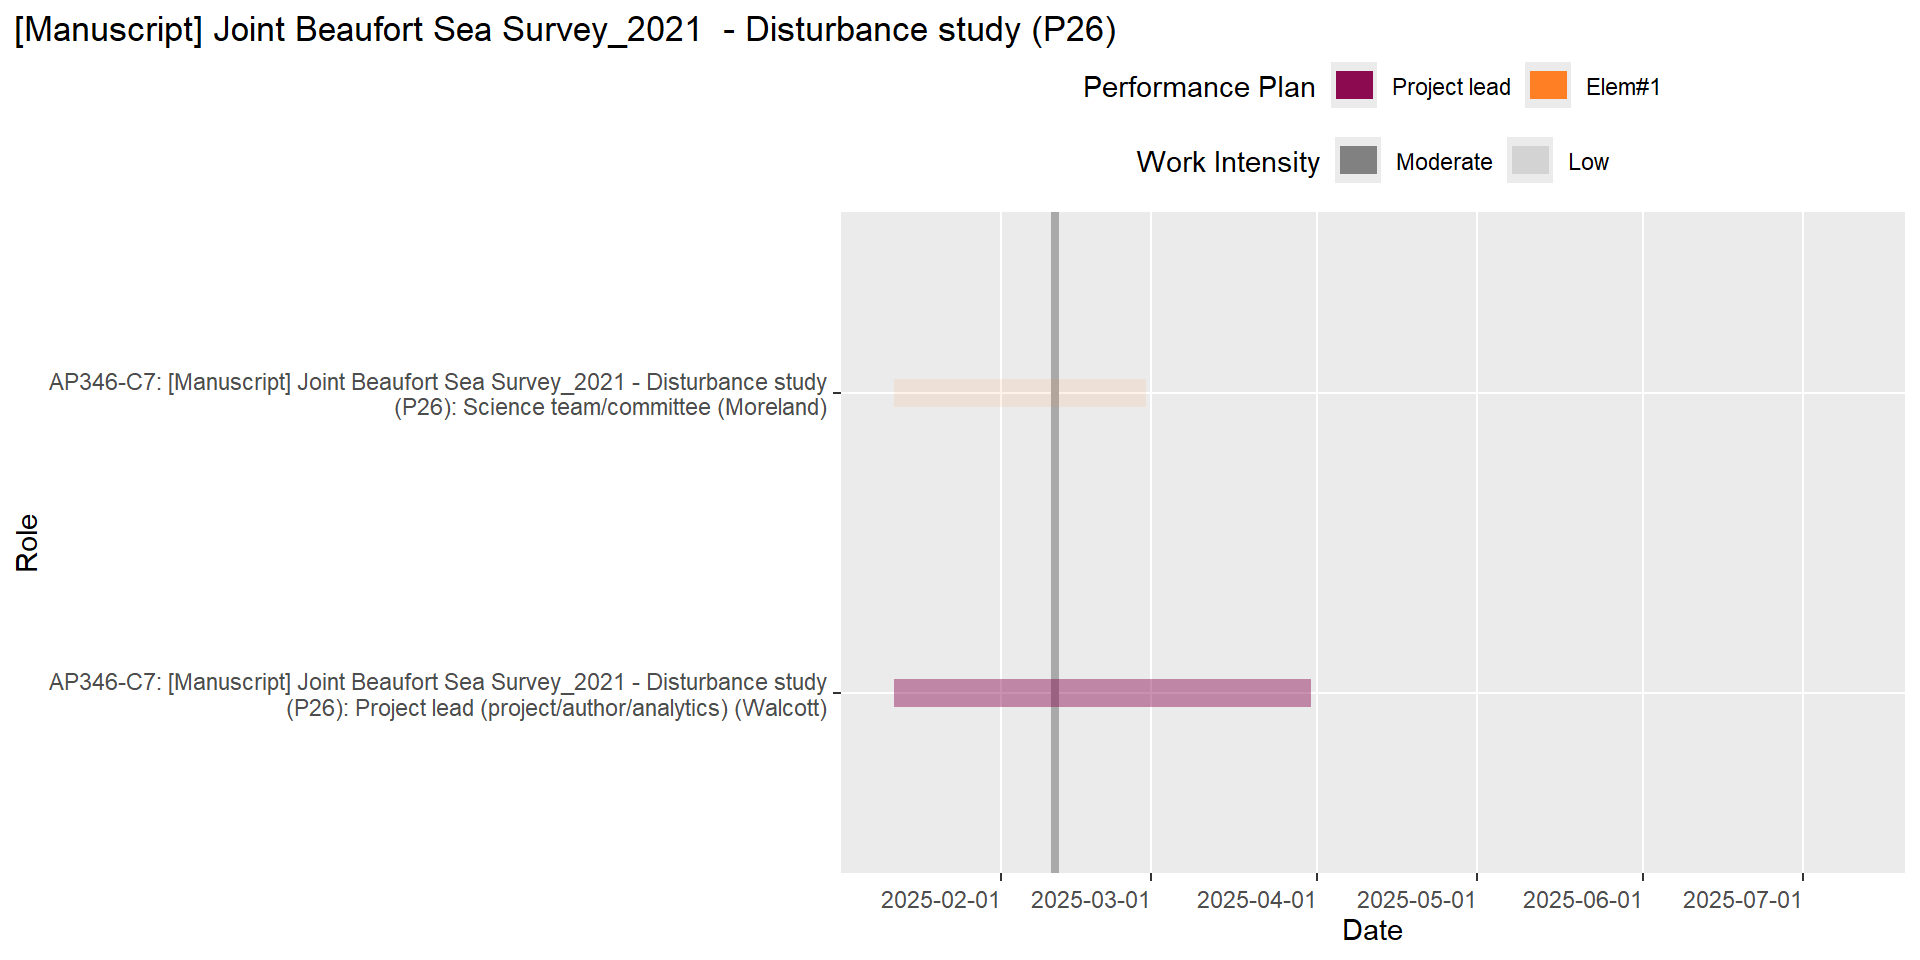 [Manuscript] Joint Beaufort Sea Survey_2021  - Disturbance study (P26)
Performance Plan Project lead Elem#1
Work Intensity Moderate Low
AP346-C7: [Manuscript] Joint Beaufort Sea Survey_2021 - Disturbance study
(P26): Science team/committee (Moreland)
Role
AP346-C7: [Manuscript] Joint Beaufort Sea Survey_2021 - Disturbance study
(P26): Project lead (project/author/analytics) (Walcott)
2025-02-01 2025-03-01 2025-04-01 2025-05-01 2025-06-01 2025-07-01
Date